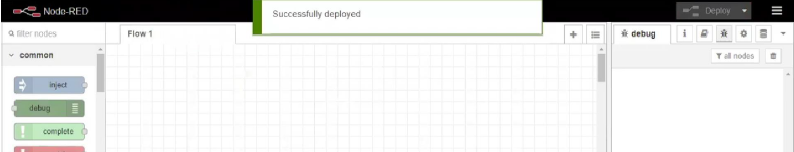 Node-RED
Successfully deployed
Deploy
filter nodes
Flow 1
debug
i
common
all nodes
inject
debug
complete